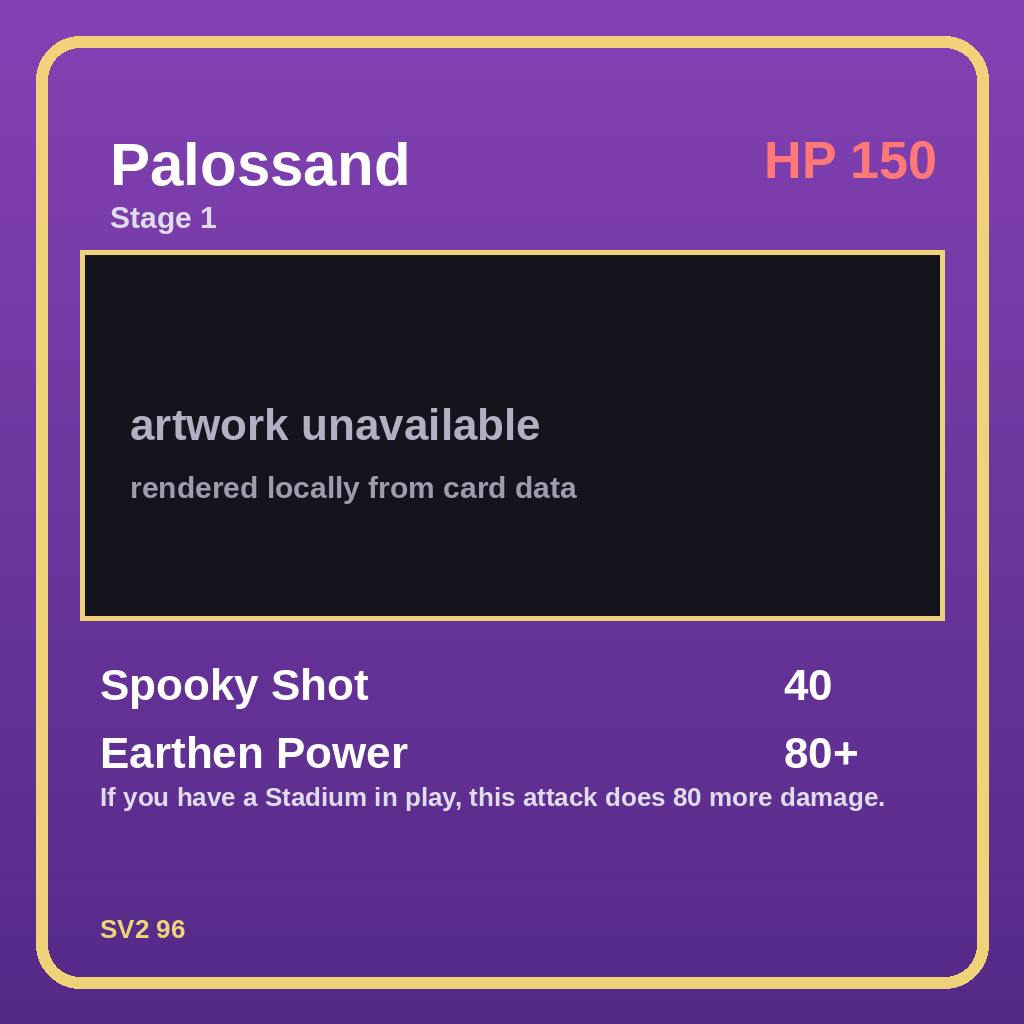 Palossand
HP 150
Stage 1
artwork unavailable
rendered locally from card data
Spooky Shot 40
Earthen Power 80+
If you have a Stadium in play, this attack does 80 more damage.
SV2 96